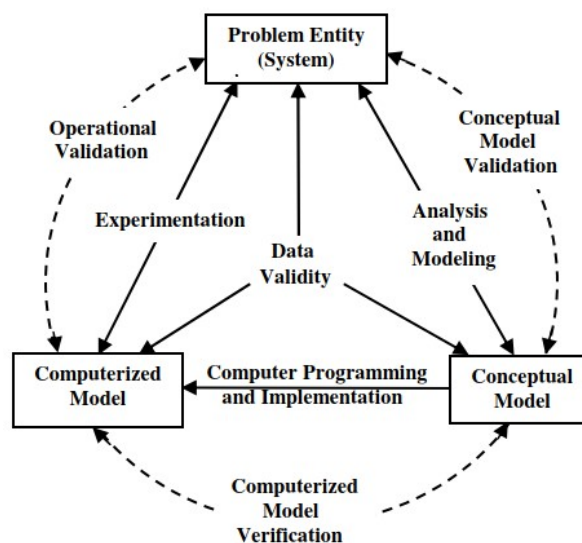 Problem Entity
(System)
Operational
Validation
Conceptual
Model
Validation
Experimentation
Analysis
and
Modeling
Data
Validity
Computerized
Model
Computer Programming
and Implementation
Conceptual
Model
Computerized
Model
Verification